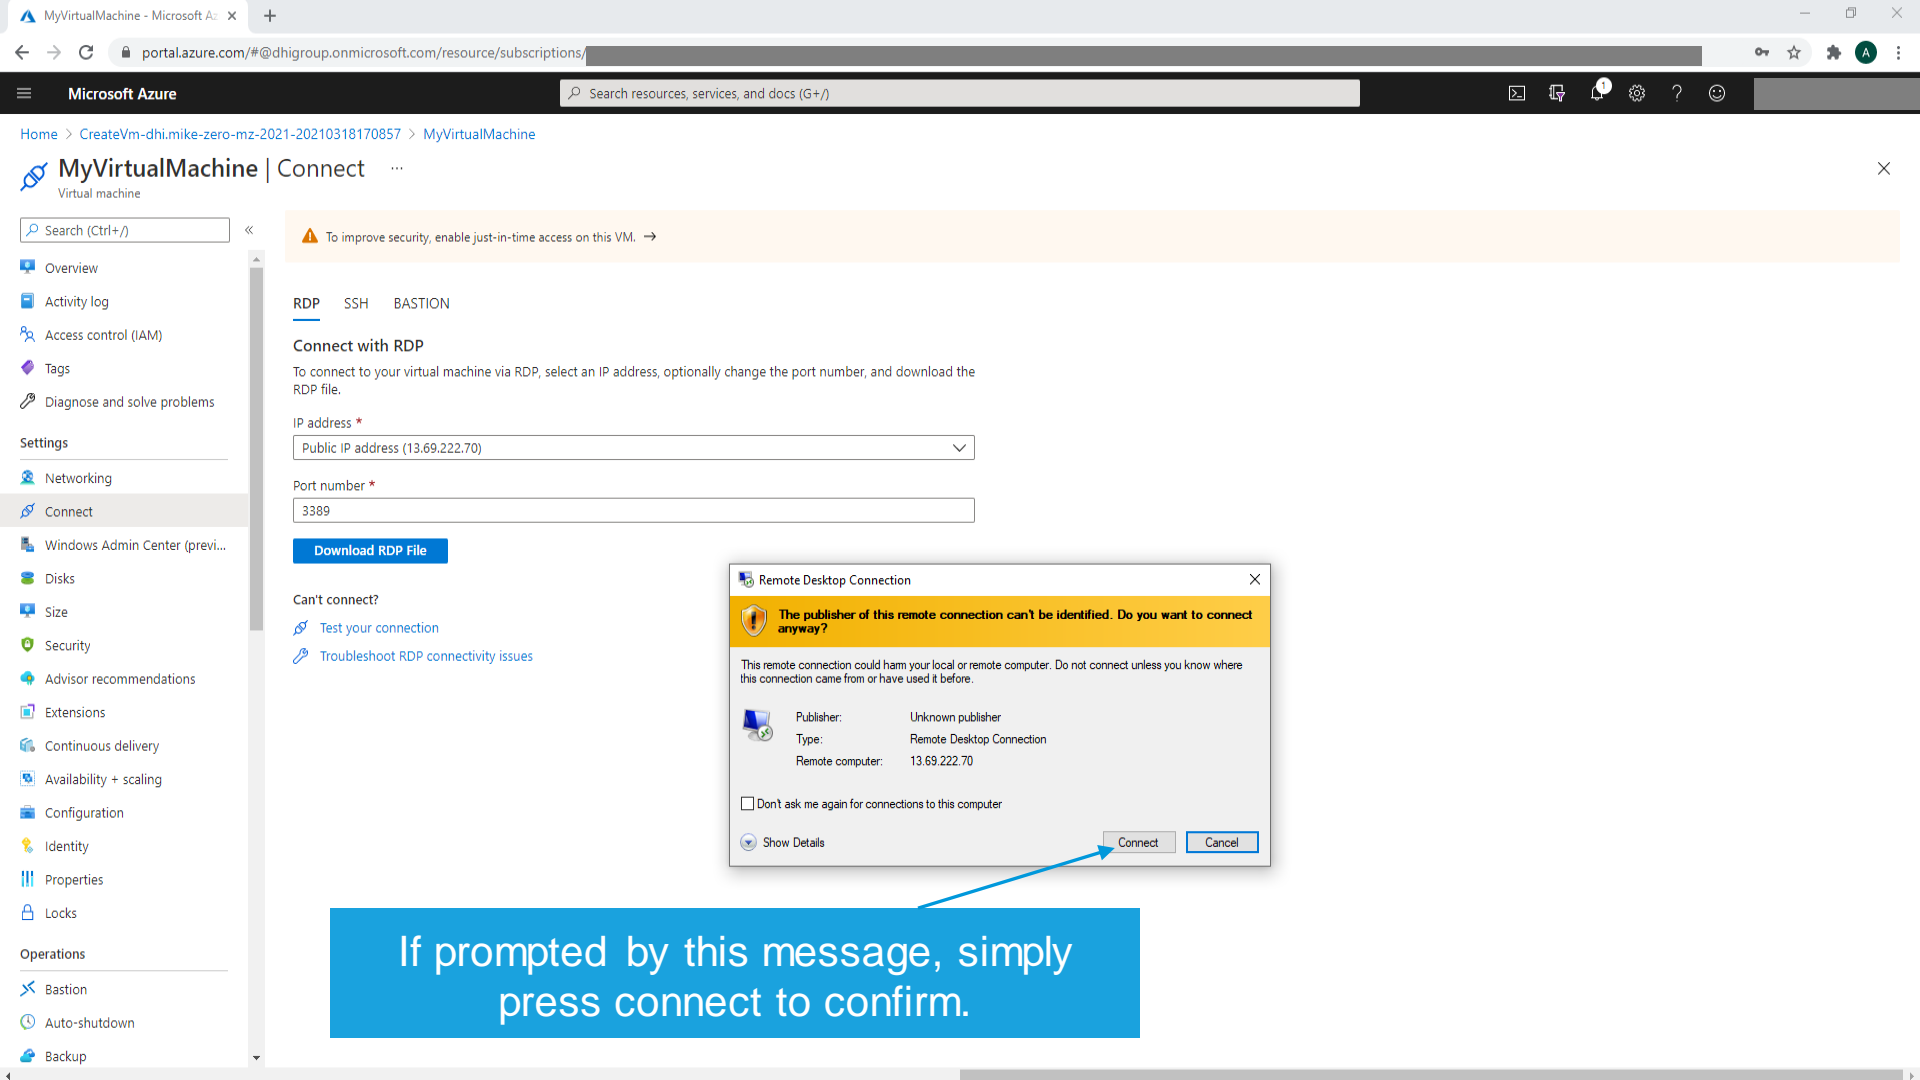 MyVirtualMachine - Microsoft Az
portal.azure.com/#@dhigroup.onmicrosoft.com/resource/subscriptions/
A
Microsoft Azure
Search resources, services, and docs (G+/)
1
Home > CreateVm-dhi.mike-zero-mz-2021-20210318170857 > MyVirtualMachine
MyVirtualMachine | Connect ...
Virtual machine
Search (Ctrl+/)
«
To improve security, enable just-in-time access on this VM. →
Overview
Activity log
Access control (IAM)
Tags
Diagnose and solve problems
Settings
Networking
Connect
Windows Admin Center (previ...
Disks
Size
Security
Advisor recommendations
Extensions
Continuous delivery
Availability + scaling
Configuration
Identity
Properties
Locks
Operations
Bastion
Auto-shutdown
Backup
RDP SSH BASTION
Connect with RDP
To connect to your virtual machine via RDP, select an IP address, optionally change the port number, and download the
RDP file.
IP address *
Public IP address (13.69.222.70)
Port number *
3389
Download RDP File
Can't connect?
Test your connection
Troubleshoot RDP connectivity issues
Remote Desktop Connection
The publisher of this remote connection can't be identified. Do you want to connect
anyway?
This remote connection could harm your local or remote computer. Do not connect unless you know where
this connection came from or have used it before.
Publisher: Unknown publisher
Type: Remote Desktop Connection
Remote computer: 13.69.222.70
Don't ask me again for connections to this computer
Show Details
Connect Cancel
If prompted by this message, simply
press connect to confirm.